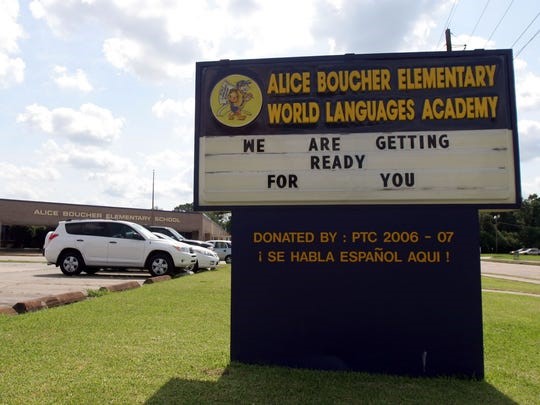 ALICE BOUCHER ELEMENTARY
WORLD LANGUAGES ACADEMY
WE ARE GETTING
READY
FOR YOU
DONATED BY : PTC 2006 - 07
¡ SE HABLA ESPAÑOL AQUI !
ALICE BOUCHER ELEMENTARY SCHOOL